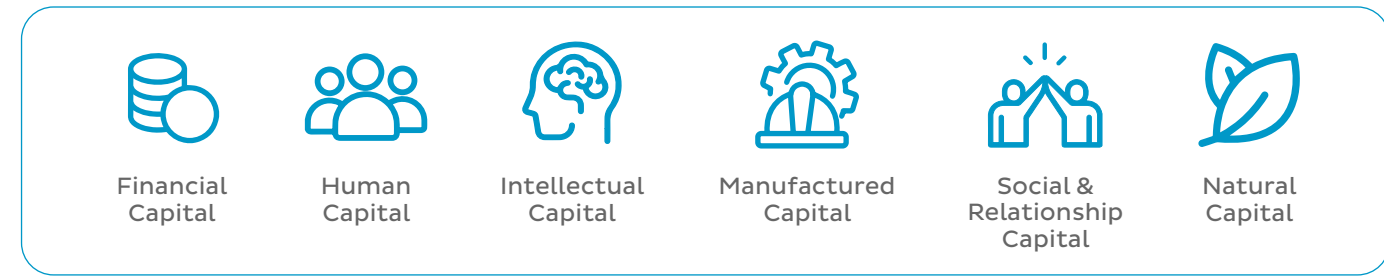 Financial
Capital
Human
Capital
Intellectual
Capital
Manufactured
Capital
Social &
Relationship
Capital
Natural
Capital